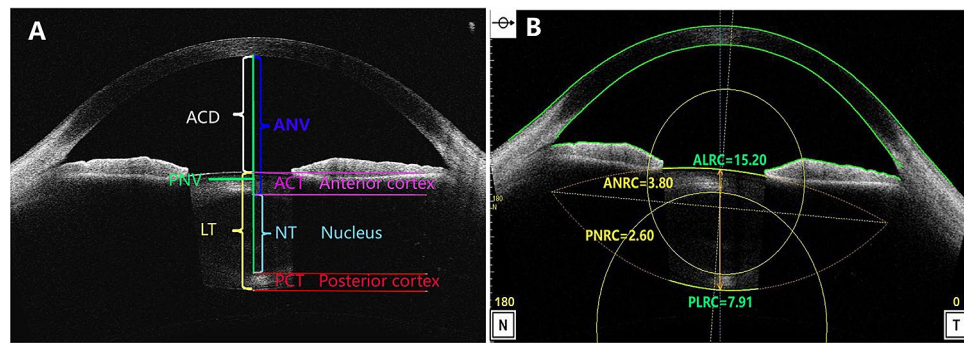 A
ACD
ANV
PNV
ACT Anterior cortex
LT
NT Nucleus
PCT Posterior cortex
B
ALRC=15.20
ANRC=3.80
180
N
PNRC=2.60
PLRC=7.91
180
0
N
T